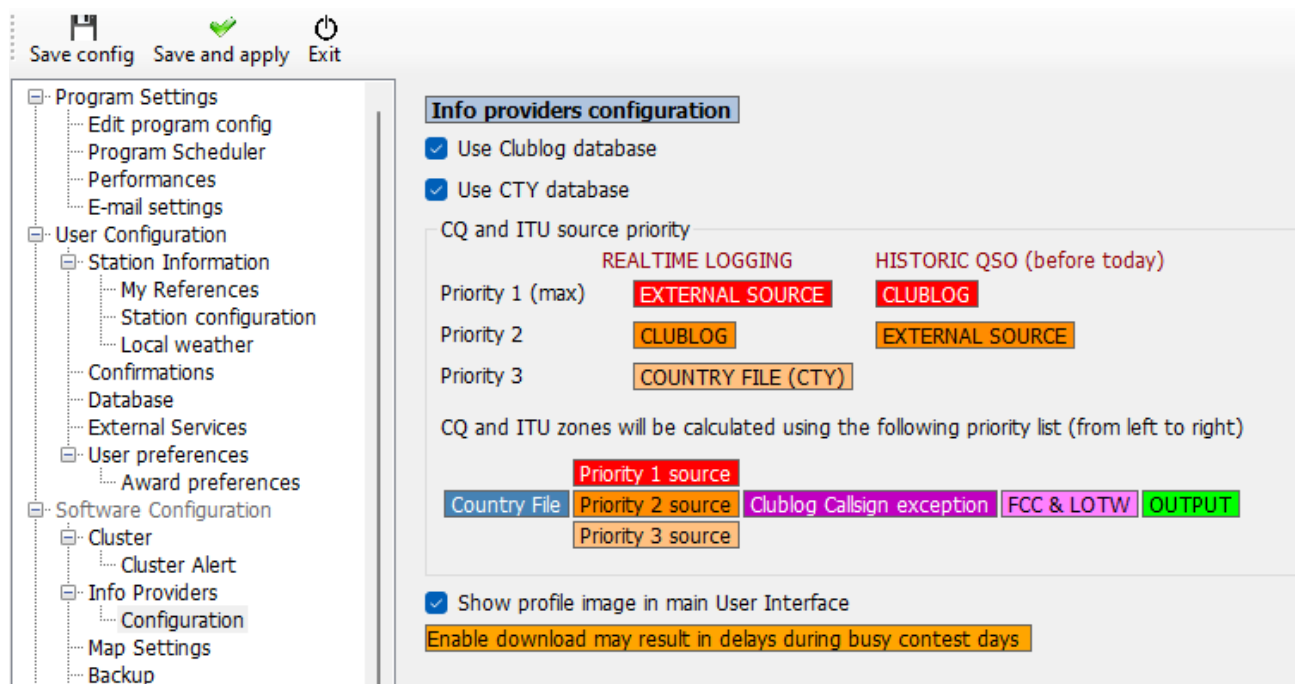 Save config Save and apply Exit
Program Settings
Edit program config
Program Scheduler
Performances
E-mail settings
User Configuration
Station Information
My References
Station configuration
Local weather
Confirmations
Database
External Services
User preferences
Award preferences
Software Configuration
Cluster
Cluster Alert
Info Providers
Configuration
Map Settings
Backup
Info providers configuration
Use Clublog database
Use CTY database
CQ and ITU source priority
REALTIME LOGGING HISTORIC QSO (before today)
Priority 1 (max) EXTERNAL SOURCE CLUBLOG
Priority 2 CLUBLOG EXTERNAL SOURCE
Priority 3 COUNTRY FILE (CTY)
CQ and ITU zones will be calculated using the following priority list (from left to right)
Priority 1 source
Country File Priority 2 source Clublog Callsign exception FCC & LOTW OUTPUT
Priority 3 source
Show profile image in main User Interface
Enable download may result in delays during busy contest days